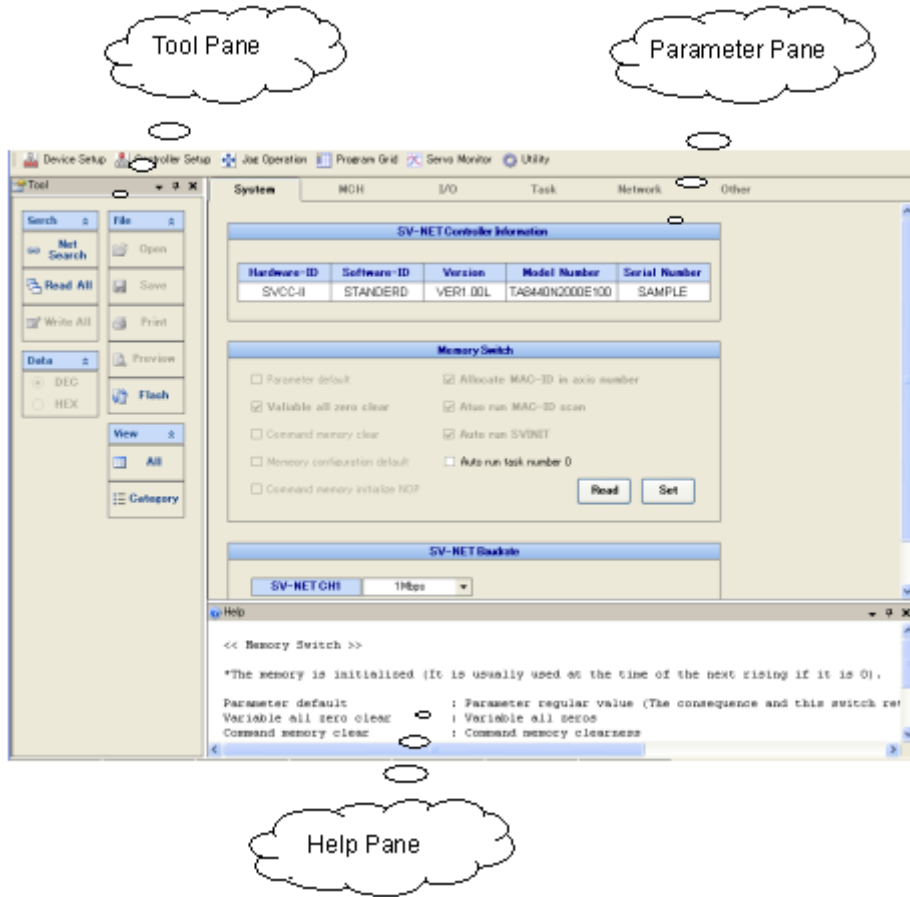 Tool Pane
Parameter Pane
Device Setup Controller Setup Jog Operation Program Grid Servo Monitor Utility
Tool
System MCH I/O Task Network Other
Serch
Net Search
Read All
Write All
Data
DEC
HEX
File
Open
Save
Print
Preview
Flash
View
All
Category
SV-NET Controller Information
Hardware-ID Software-ID Version Model Number Serial Number
SVCC-II STANDERD VER1.00L TA8440N2000E100 SAMPLE
Memory Switch
Parameter default Allocate MAC-ID in axis number
Valiable all zero clear Atuo run MAC-ID scan
Command memory clear Auto run SVINIT
Memeory configuration default Auto run task number 0
Command memory initialize NOP
Read Set
SV-NET Baudrate
SV-NET CH1 1Mbps
Help
<< Memory Switch >>
*The memory is initialized (It is usually used at the time of the next rising if it is 0).
Parameter default : Parameter regular value (The consequence and this switch
Variable all zero clear : Variable all zeros
Command memory clear : Command memory clearness
Help Pane